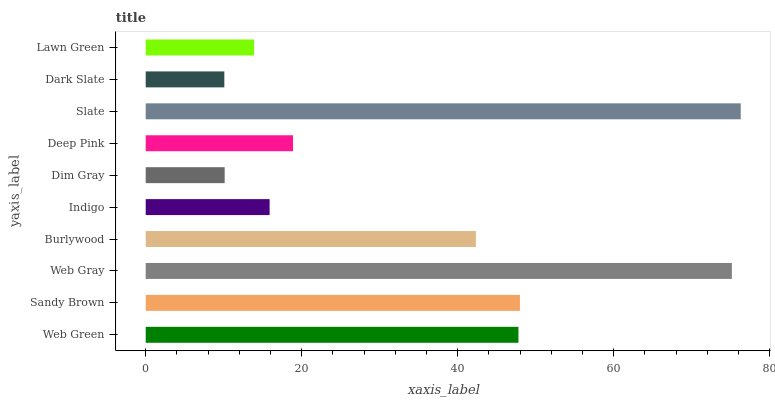 title
Lawn Green
Dark Slate
Slate
Deep Pink
Dim Gray
Indigo
Burlywood
Web Gray
Sandy Brown
Web Green
yaxis_label
0 20 40 60 80
xaxis_label